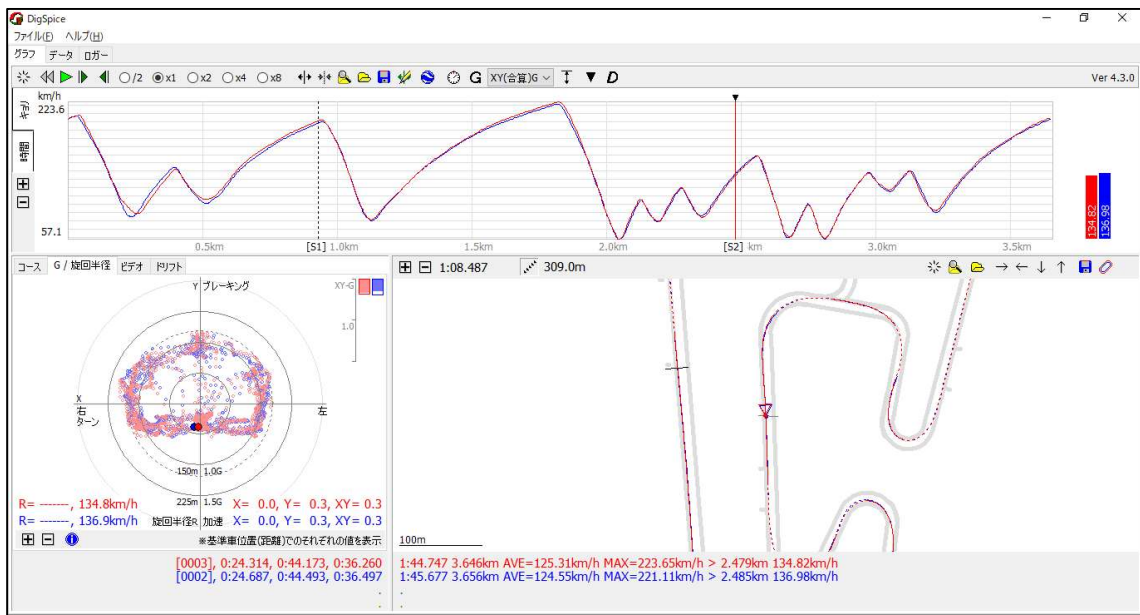 DigSpice
ファイル(F) ヘルプ(H)
グラフ データ ロガー
/2 x1 x2 x4 x8 G XY(合算)G D Ver 4.3.0
km/h
223.6
57.1
キョリ
時間
0.5km [S1] 1.0km 1.5km 2.0km [S2] km 3.0km 3.5km
134.82
136.98
コース G / 旋回半径 ビデオ ドリフト
1:08.487 309.0m
Y ブレーキング
XY-G
1.0
X
右
ターン
左
150m 1.0G
225m 1.5G
R= -------, 134.8km/h X= 0.0, Y= 0.3, XY= 0.3
R= -------, 136.9km/h 旋回半径R 加速 X= 0.0, Y= 0.3, XY= 0.3
※基準車位置(距離)でのそれぞれの値を表示
100m
[0003], 0:24.314, 0:44.173, 0:36.260
[0002], 0:24.687, 0:44.493, 0:36.497
1:44.747 3.646km AVE=125.31km/h MAX=223.65km/h > 2.479km 134.82km/h
1:45.677 3.656km AVE=124.55km/h MAX=221.11km/h > 2.485km 136.98km/h